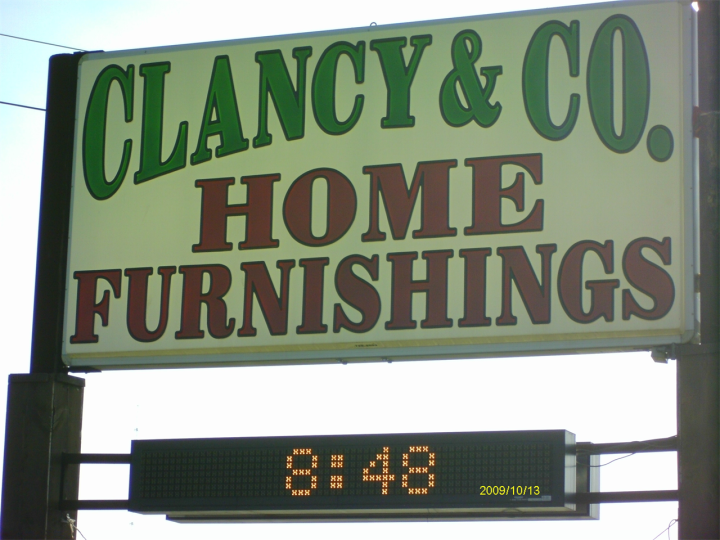 CLANCY & CO.
HOME
FURNISHINGS
8:48
2009/10/13